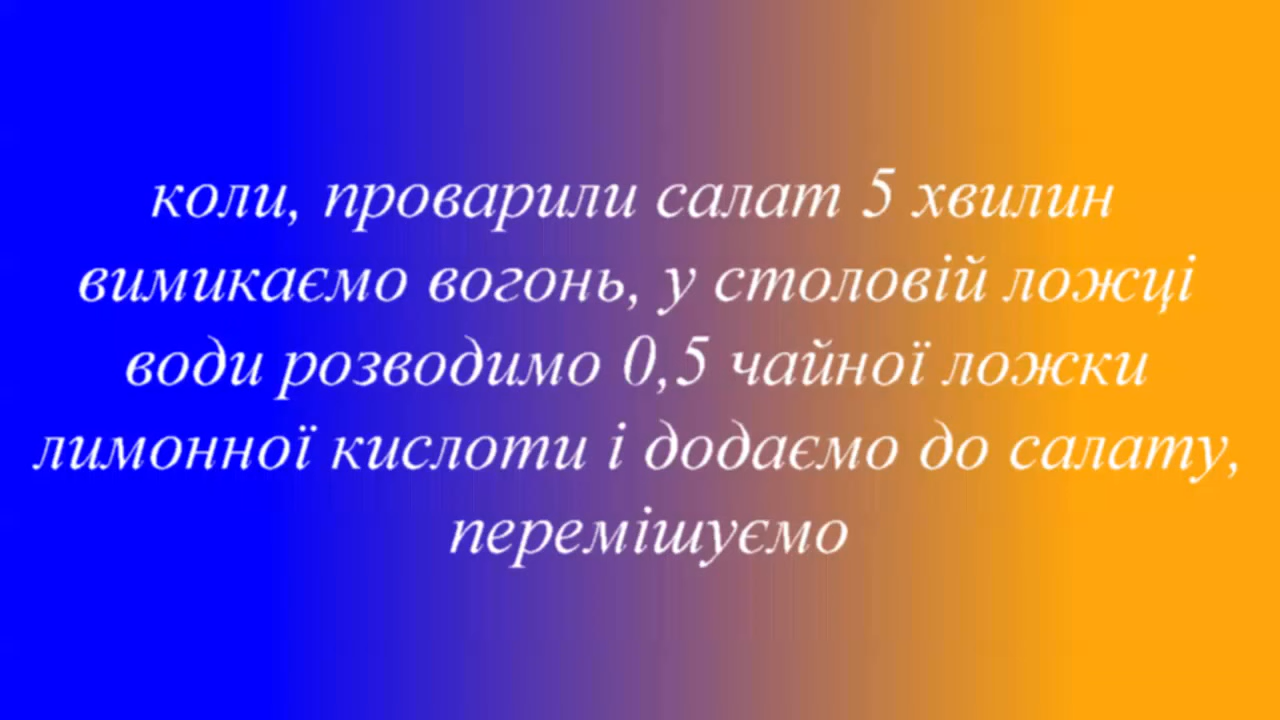 коли, проварили салат 5 хвилин
вимикаємо вогонь, у столовій ложці
води розводимо 0,5 чайної ложки
лимонної кислоти і додаємо до салату,
перемішуємо